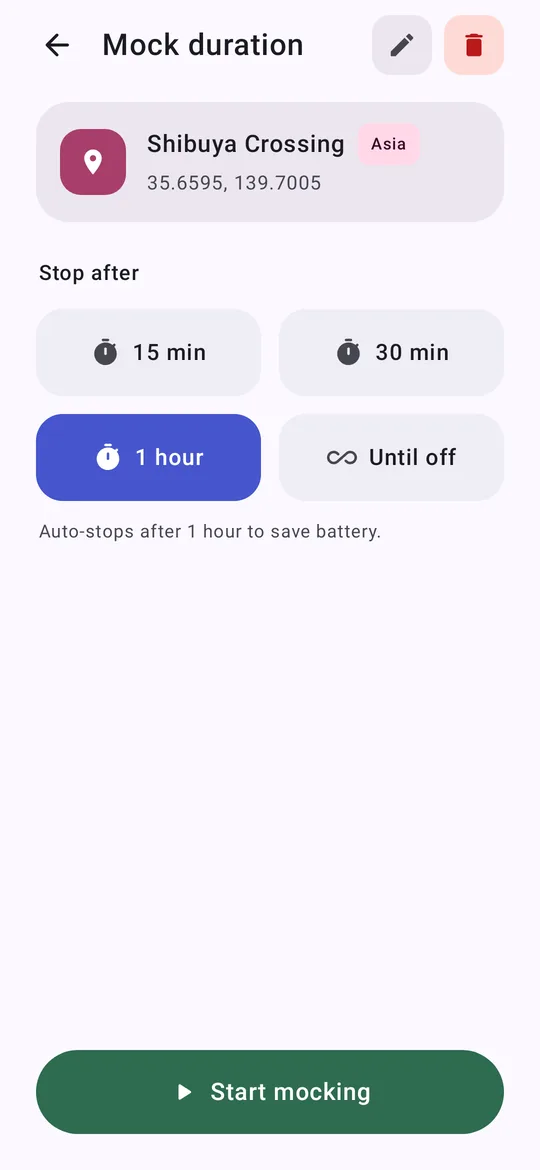 Mock duration
Shibuya Crossing Asia
35.6595, 139.7005
Stop after
15 min
30 min
1 hour
Until off
Auto-stops after 1 hour to save battery.
Start mocking